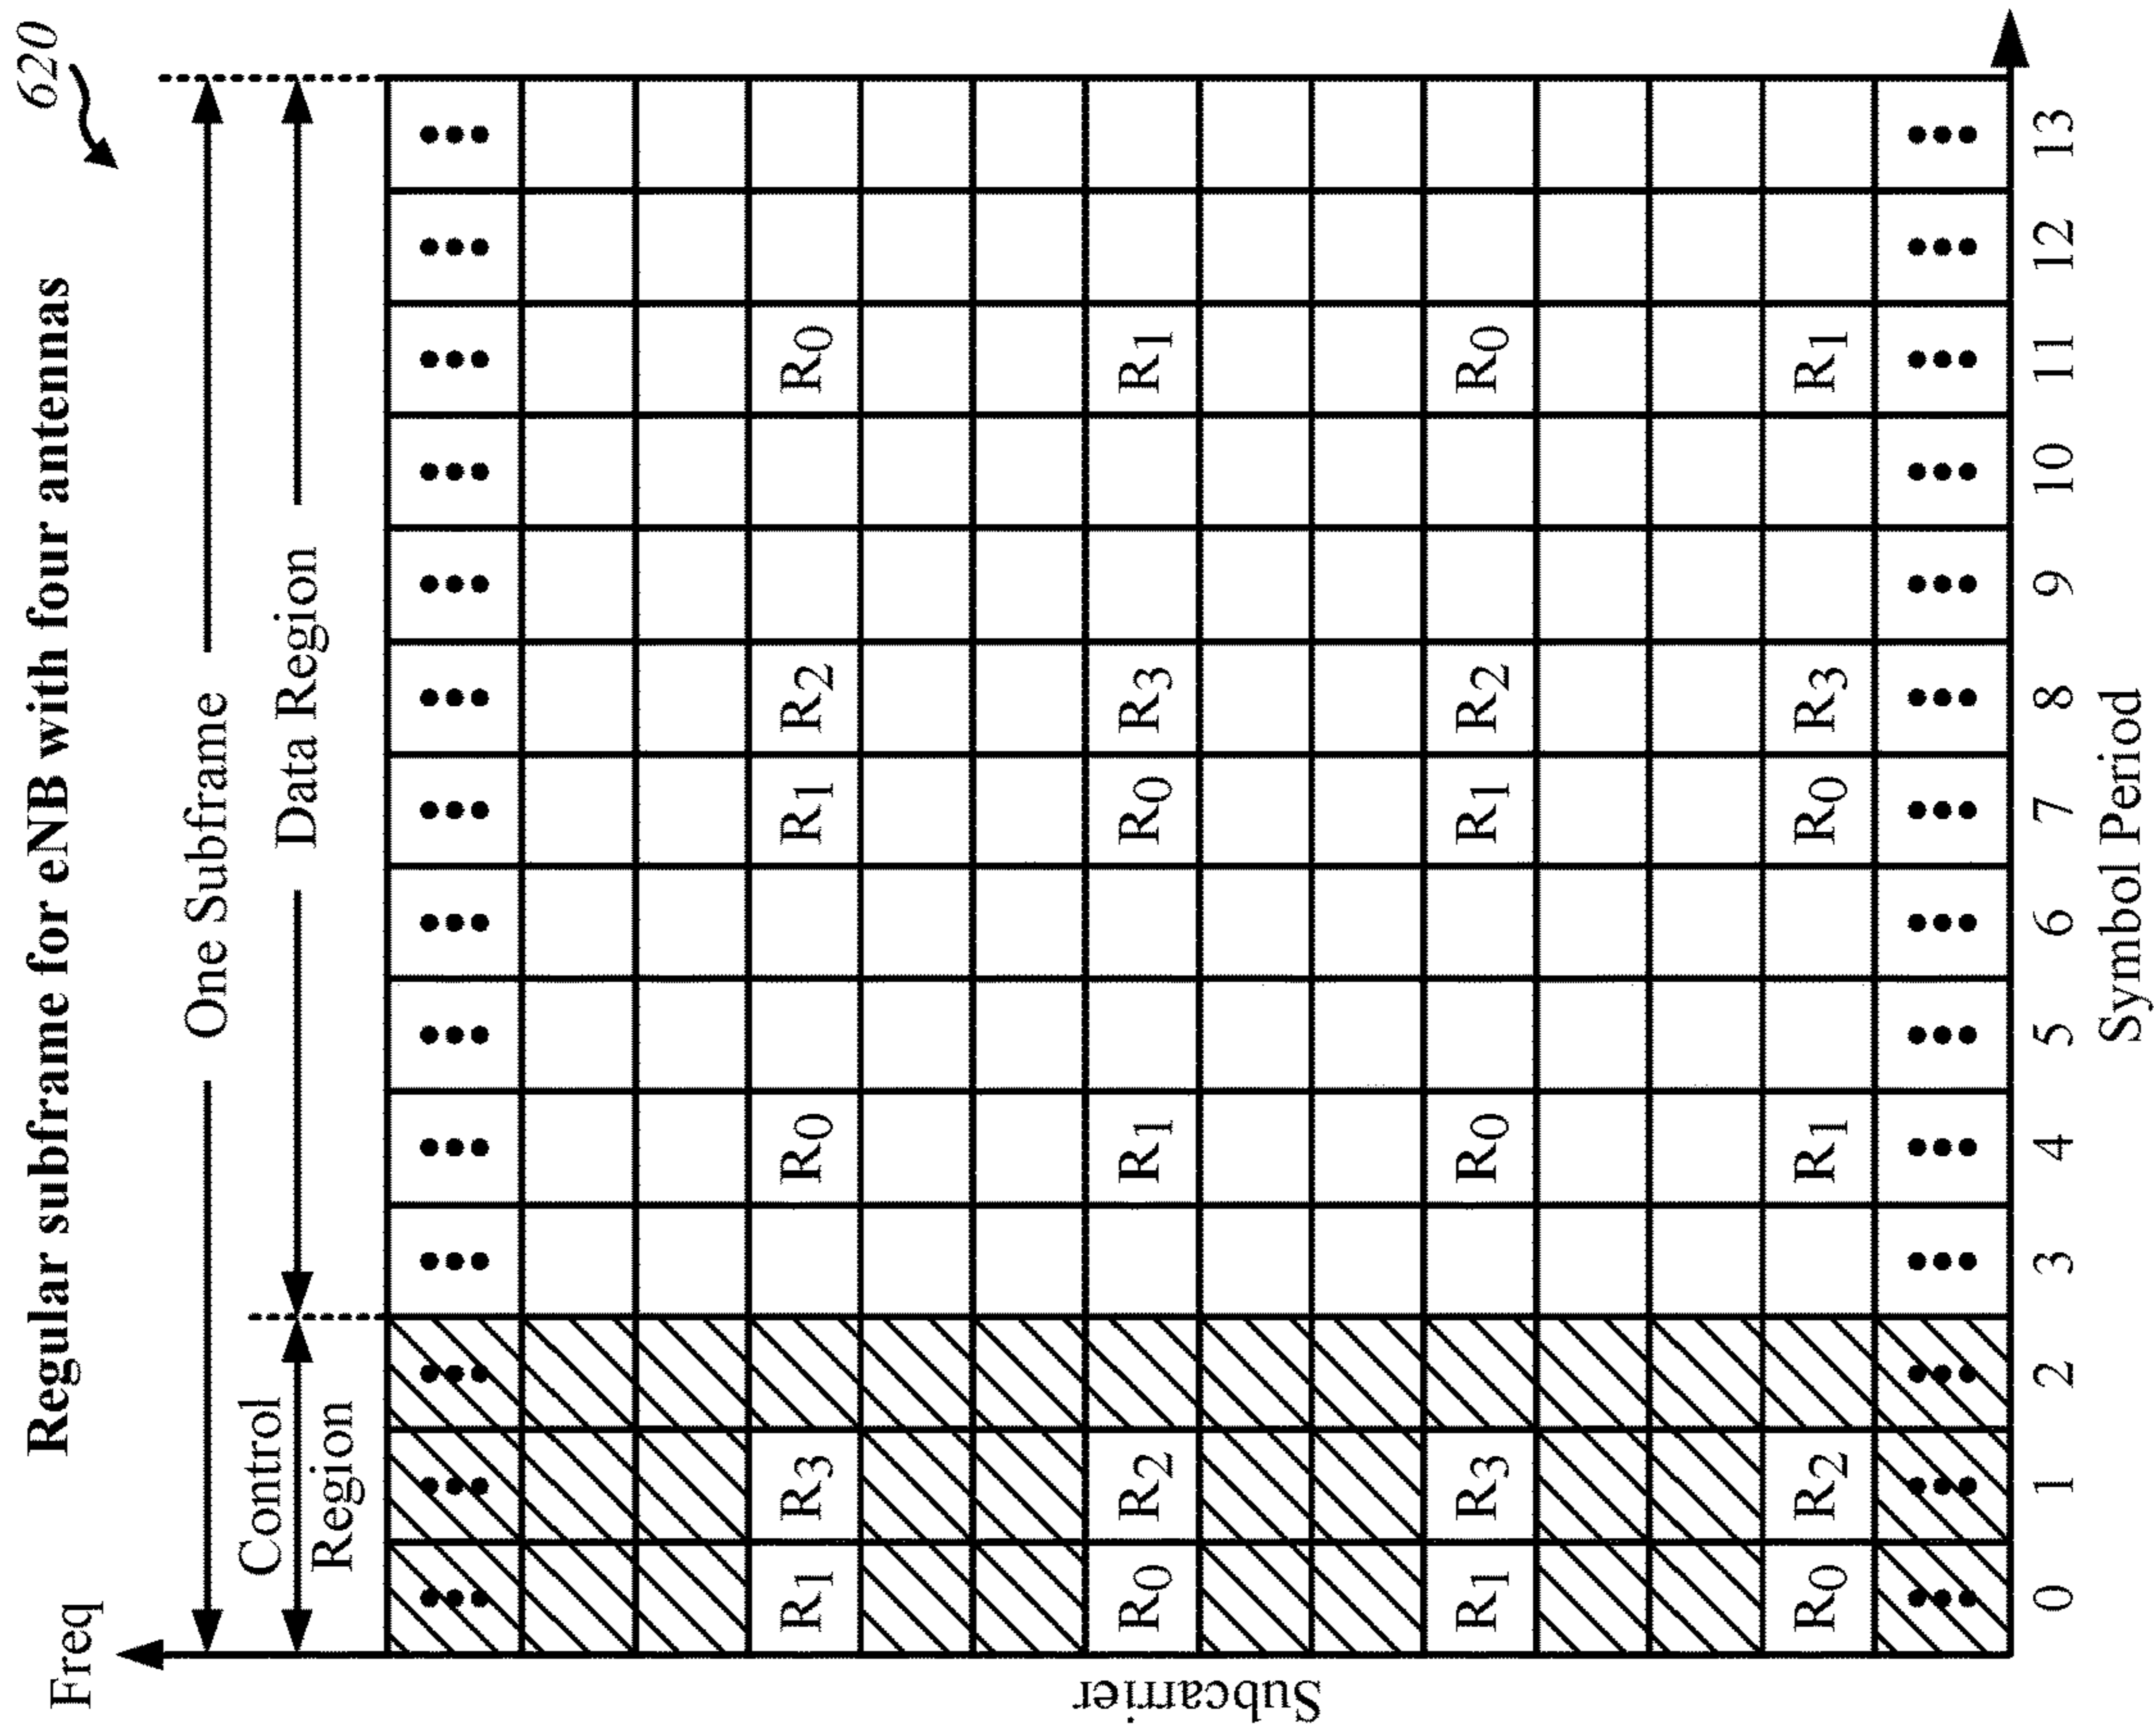 Regular subframe for eNB with four antennas
620
Freq
One Subframe
Control
Region
Data Region
Subcarrier
R₁ R₃ R₀ R₁ R₂ R₀
R₀ R₂ R₁ R₀ R₃ R₁
R₁ R₃ R₀ R₁ R₂ R₀
R₀ R₂ R₁ R₀ R₃ R₁
0 1 2 3 4 5 6 7 8 9 10 11 12 13
Symbol Period